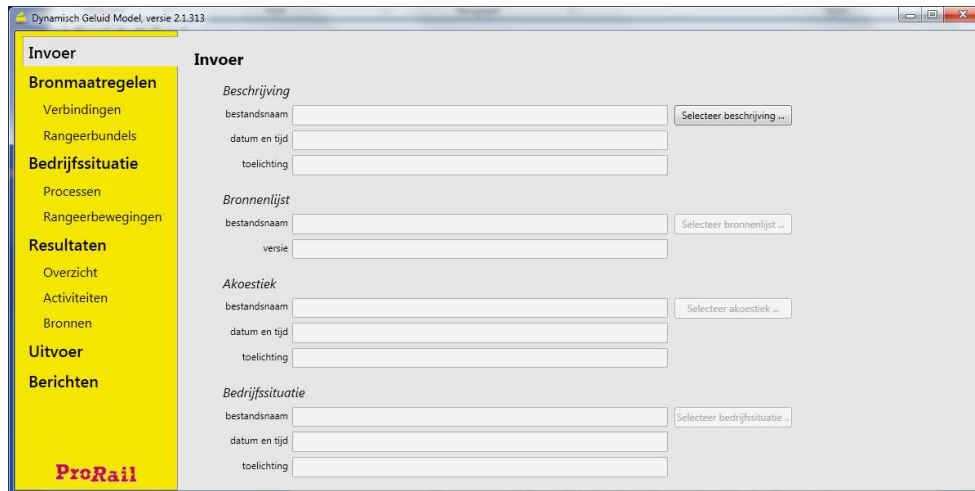 Dynamisch Geluid Model, versie 2.1.313
Invoer
Bronmaatregelen
Verbindingen
Rangeerbundels
Bedrijfssituatie
Processen
Rangeerbewegingen
Resultaten
Overzicht
Activiteiten
Bronnen
Uitvoer
Berichten
ProRail
Invoer
Beschrijving
bestandsnaam Selecteer beschrijving ...
datum en tijd
toelichting
Bronnenlijst
bestandsnaam Selecteer bronnenlijst ...
versie
Akoestiek
bestandsnaam Selecteer akoestiek ...
datum en tijd
toelichting
Bedrijfssituatie
bestandsnaam Selecteer bedrijfssituatie ..
datum en tijd
toelichting